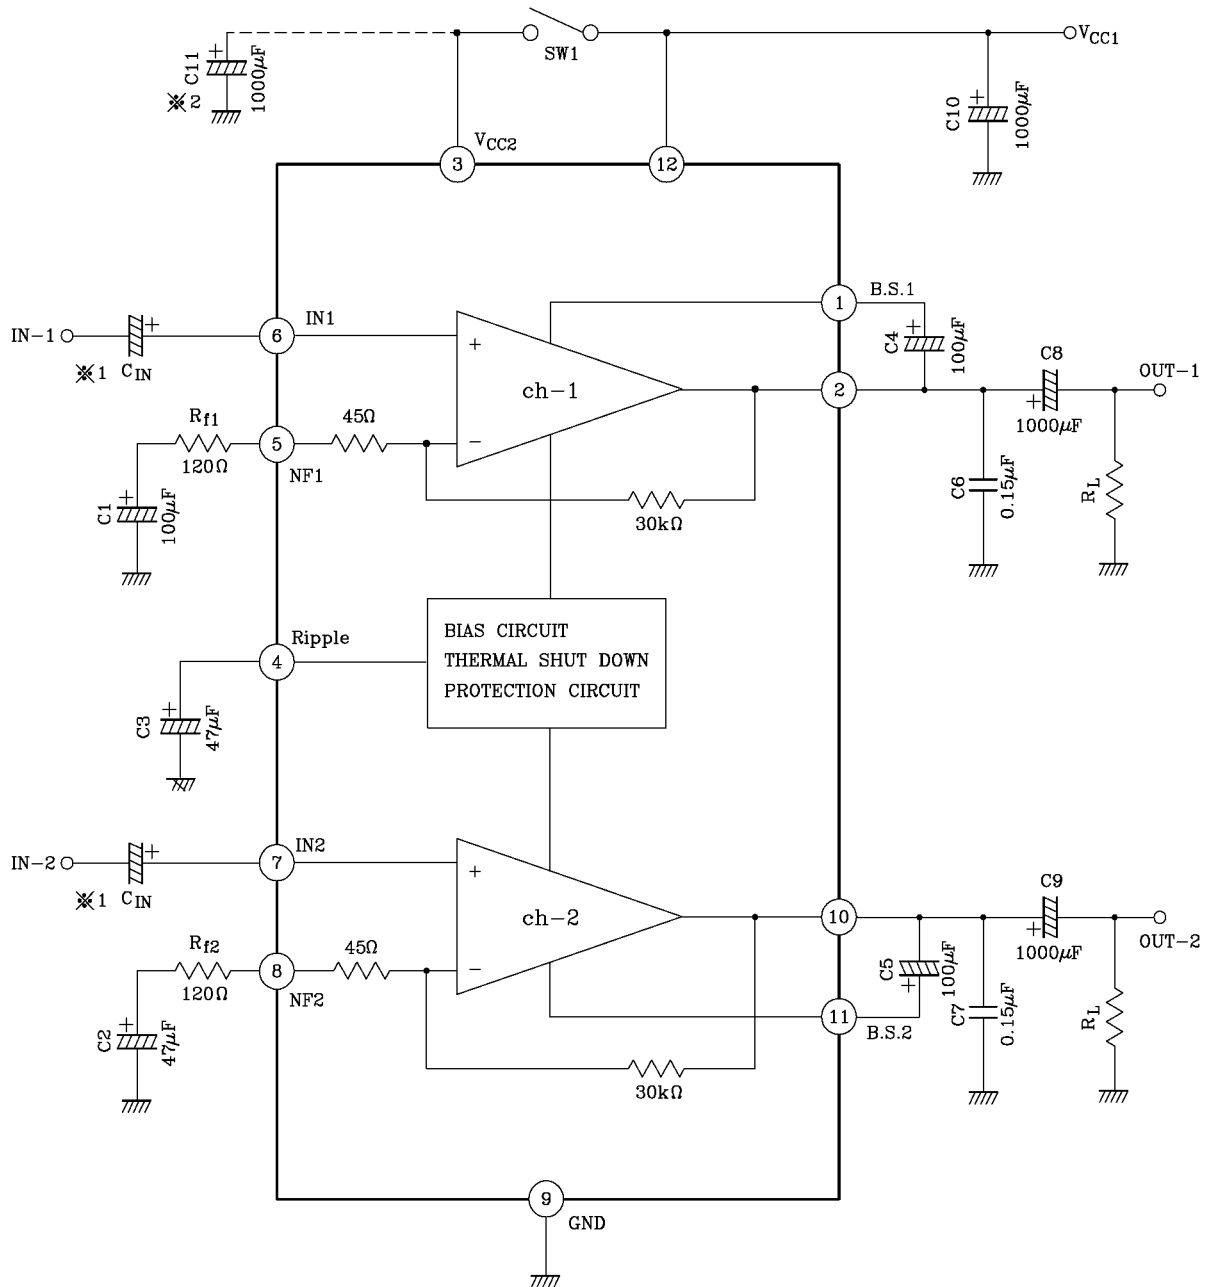 C11
1000µF
※2
SW1
VCC1
C10
1000µF
VCC2
3
12
1
B.S.1
C4
100µF
IN-1
※1
CIN
6
IN1
+
−
ch-1
2
C8
1000µF
OUT-1
Rf1
120Ω
5
NF1
45Ω
30kΩ
C1
100µF
C6
0.15µF
RL
Ripple
4
C3
47µF
BIAS CIRCUIT
THERMAL SHUT DOWN
PROTECTION CIRCUIT
IN-2
※1
CIN
7
IN2
+
−
ch-2
10
C9
1000µF
OUT-2
Rf2
120Ω
8
NF2
45Ω
30kΩ
C2
47µF
C5
100µF
11
B.S.2
C7
0.15µF
RL
9
GND